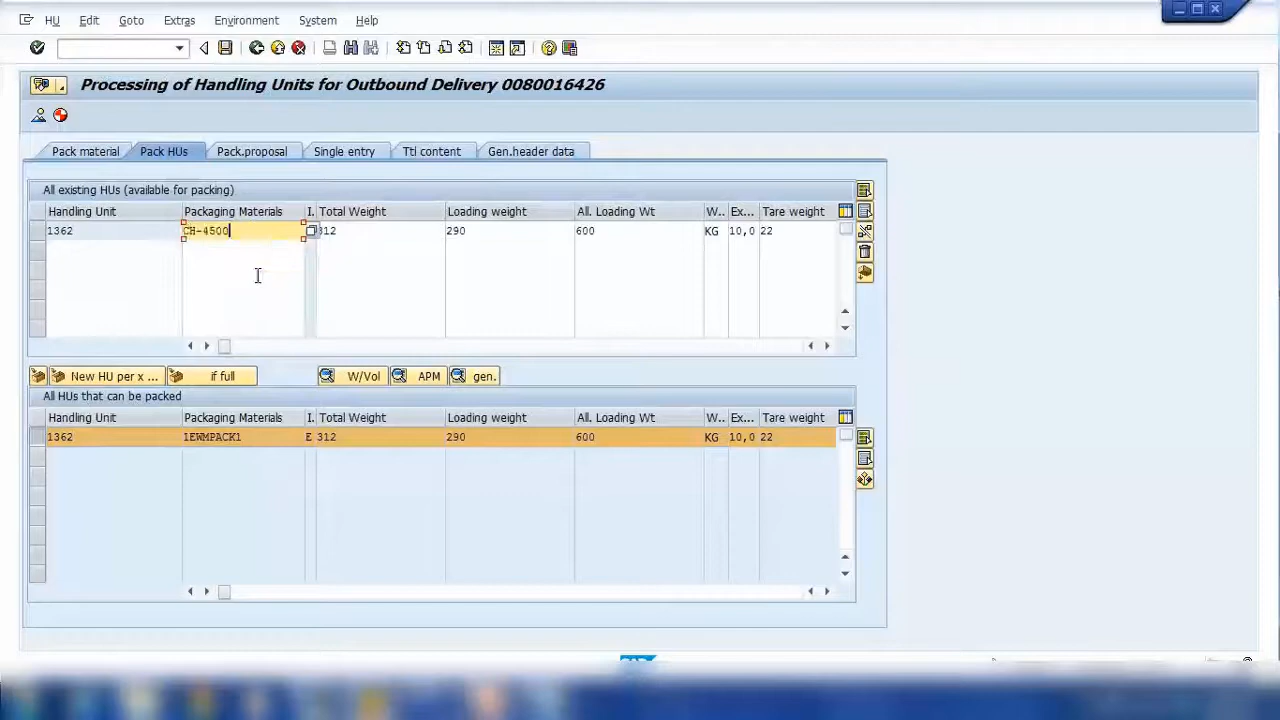 HU Edit Goto Extras Environment System Help
Processing of Handling Units for Outbound Delivery 0080016426
Pack material Pack HUs Pack.proposal Single entry Ttl content Gen.header data
All existing HUs (available for packing)
Handling Unit Packaging Materials I. Total Weight Loading weight All. Loading Wt W.. Ex... Tare weight
1362 CH-4500 312 290 600 KG 10,0 22
New HU per x ... if full W/Vol APM gen.
All HUs that can be packed
Handling Unit Packaging Materials I. Total Weight Loading weight All. Loading Wt W.. Ex... Tare weight
1362 1EWMPACK1 E 312 290 600 KG 10,0 22